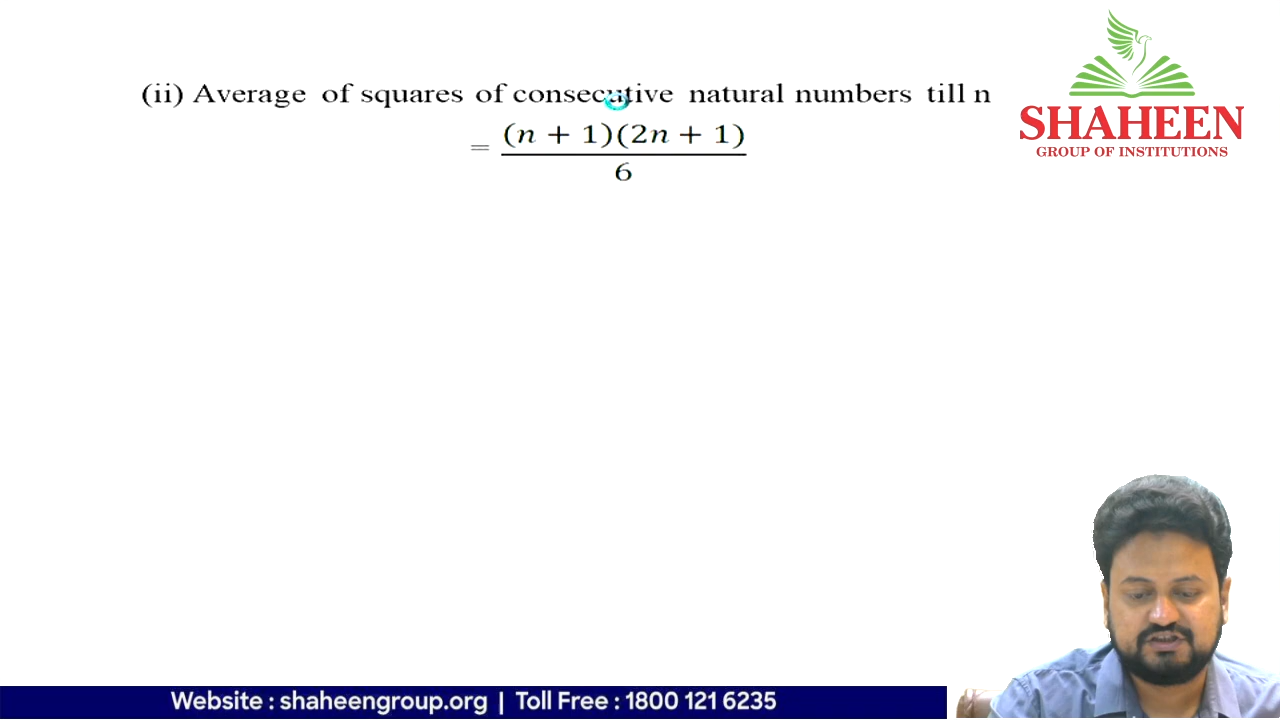 (ii) Average of squares of consecutive natural numbers till n
= (n + 1)(2n + 1)
6
SHAHEEN
GROUP OF INSTITUTIONS
Website : shaheengroup.org | Toll Free : 1800 121 6235